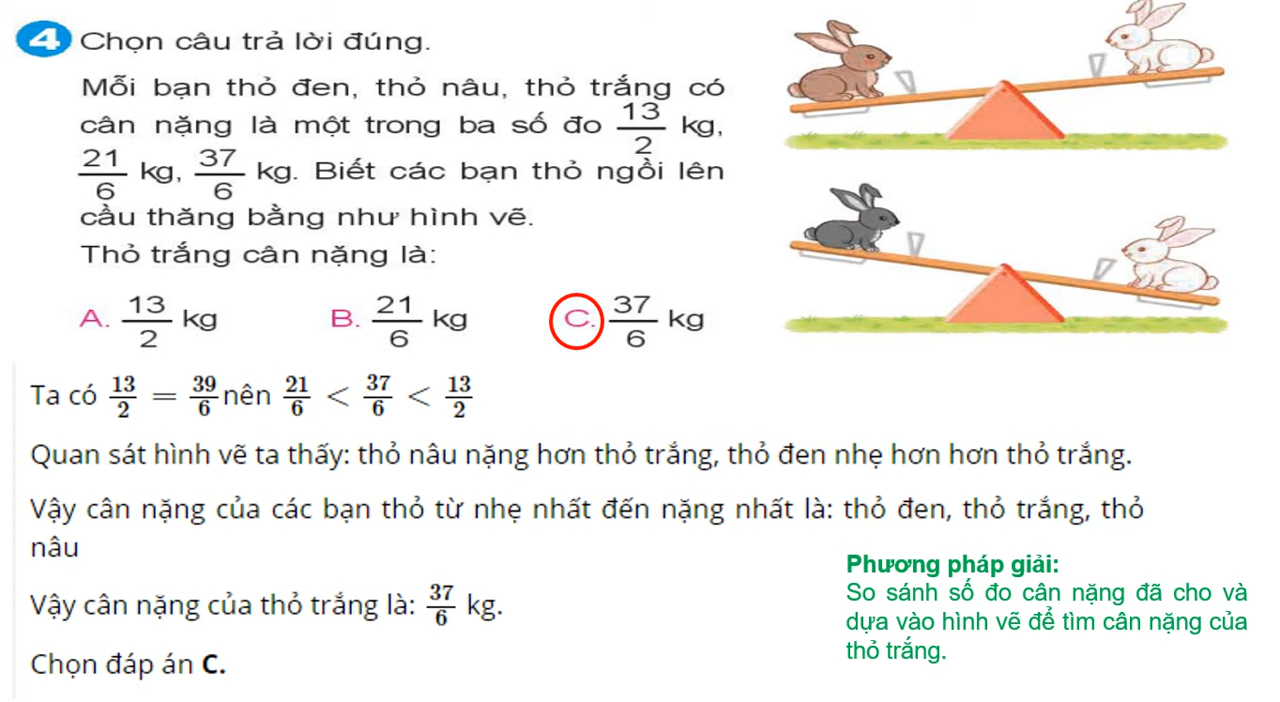 4 Chọn câu trả lời đúng.
Mỗi bạn thỏ đen, thỏ nâu, thỏ trắng có
cân nặng là một trong ba số đo 13/2 kg,
21/6 kg, 37/6 kg. Biết các bạn thỏ ngồi lên
cầu thăng bằng như hình vẽ.
Thỏ trắng cân nặng là:
A. 13/2 kg B. 21/6 kg C. 37/6 kg
Ta có 13/2 = 39/6 nên 21/6 < 37/6 < 13/2
Quan sát hình vẽ ta thấy: thỏ nâu nặng hơn thỏ trắng, thỏ đen nhẹ hơn hơn thỏ trắng.
Vậy cân nặng của các bạn thỏ từ nhẹ nhất đến nặng nhất là: thỏ đen, thỏ trắng, thỏ
nâu
Vậy cân nặng của thỏ trắng là: 37/6 kg.
Chọn đáp án C.
Phương pháp giải:
So sánh số đo cân nặng đã cho và
dựa vào hình vẽ để tìm cân nặng của
thỏ trắng.